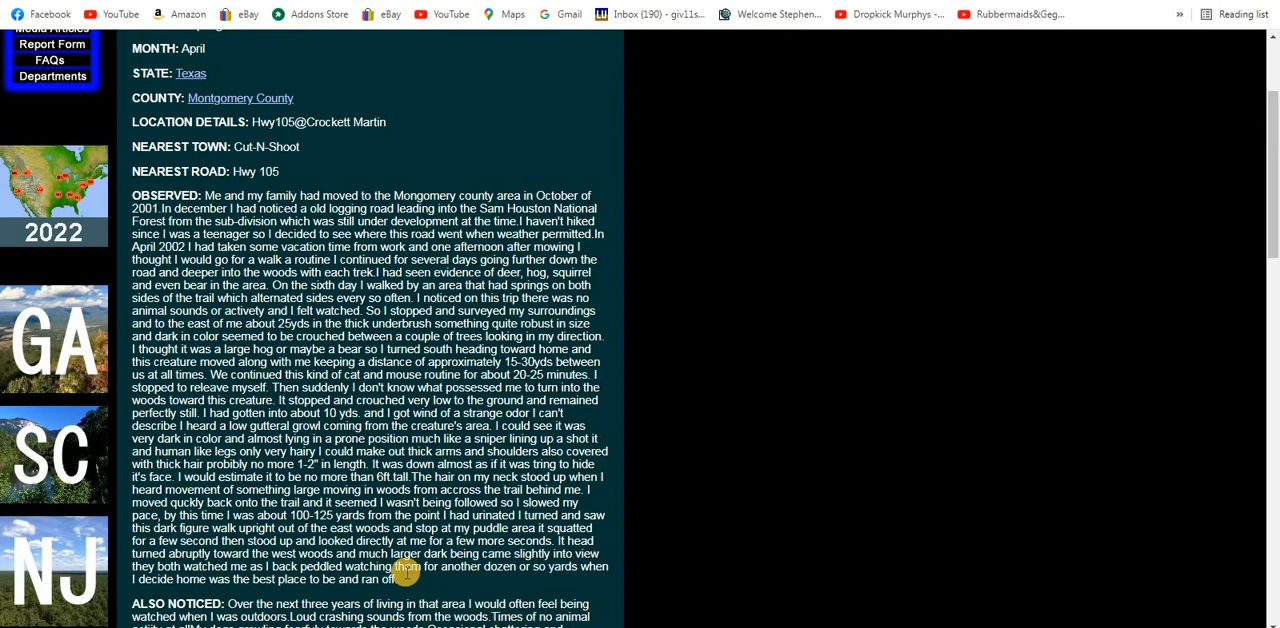 Facebook YouTube Amazon eBay Addons Store eBay YouTube Maps Gmail Inbox (190) - giv11s... Welcome Stephen... Dropkick Murphys -... Rubbermaids&Geg... » Reading list
Media Articles
Report Form
FAQs
Departments
2022
GA
SC
NJ
MONTH: April
STATE: Texas
COUNTY: Montgomery County
LOCATION DETAILS: Hwy105@Crockett Martin
NEAREST TOWN: Cut-N-Shoot
NEAREST ROAD: Hwy 105
OBSERVED: Me and my family had moved to the Mongomery county area in October of
2001.In december I had noticed a old logging road leading into the Sam Houston National
Forest from the sub-division which was still under development at the time.I haven't hiked
since I was a teenager so I decided to see where this road went when weather permitted.In
April 2002 I had taken some vacation time from work and one afternoon after mowing I
thought I would go for a walk a routine I continued for several days going further down the
road and deeper into the woods with each trek.I had seen evidence of deer, hog, squirrel
and even bear in the area. On the sixth day I walked by an area that had springs on both
sides of the trail which alternated sides every so often. I noticed on this trip there was no
animal sounds or activety and I felt watched. So I stopped and surveyed my surroundings
and to the east of me about 25yds in the thick underbrush something quite robust in size
and dark in color seemed to be crouched between a couple of trees looking in my direction.
I thought it was a large hog or maybe a bear so I turned south heading toward home and
this creature moved along with me keeping a distance of approximately 15-30yds between
us at all times. We continued this kind of cat and mouse routine for about 20-25 minutes. I
stopped to releave myself. Then suddenly I don't know what possessed me to turn into the
woods toward this creature. It stopped and crouched very low to the ground and remained
perfectly still. I had gotten into about 10 yds. and I got wind of a strange odor I can't
describe I heard a low gutteral growl coming from the creature's area. I could see it was
very dark in color and almost lying in a prone position much like a sniper lining up a shot it
and human like legs only very hairy I could make out thick arms and shoulders also covered
with thick hair probibly no more 1-2" in length. It was down almost as if it was tring to hide
it's face. I would estimate it to be no more than 6ft.tall.The hair on my neck stood up when I
heard movement of something large moving in woods from accross the trail behind me. I
moved quckly back onto the trail and it seemed I wasn't being followed so I slowed my
pace, by this time I was about 100-125 yards from the point I had urinated I turned and saw
this dark figure walk upright out of the east woods and stop at my puddle area it squatted
for a few second then stood up and looked directly at me for a few more seconds. It head
turned abruptly toward the west woods and much larger dark being came slightly into view
they both watched me as I back peddled watching them for another dozen or so yards when
I decide home was the best place to be and ran off
ALSO NOTICED: Over the next three years of living in that area I would often feel being
watched when I was outdoors.Loud crashing sounds from the woods.Times of no animal